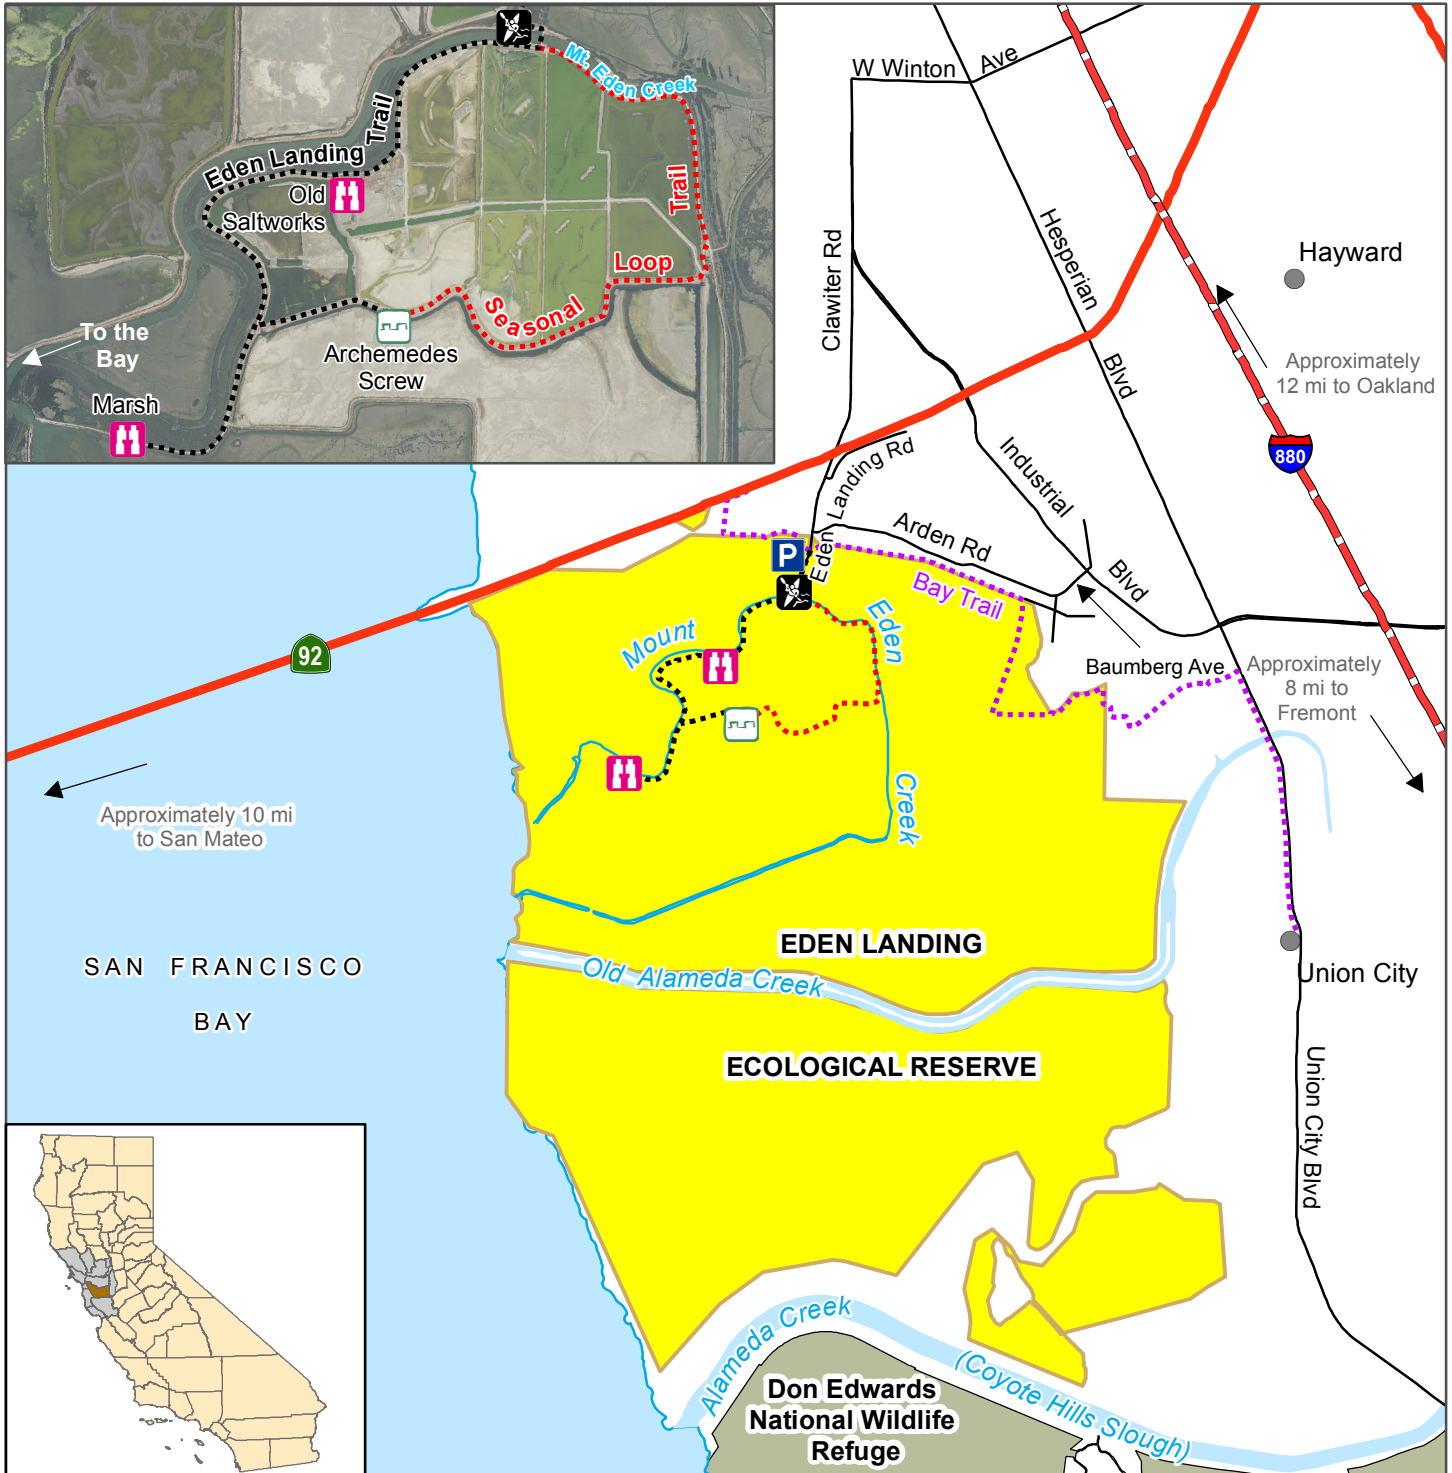 Mt. Eden Creek
Eden Landing Trail
Old
Saltworks
Trail
Loop
Seasonal
To the
Bay
Archemedes
Screw
Marsh
W Winton Ave
Clawiter Rd
Hesperian Blvd
Hayward
Approximately
12 mi to Oakland
880
Industrial Blvd
Eden Landing Rd
Arden Rd
P
Bay Trail
Mount Eden Creek
92
Baumberg Ave
Approximately
8 mi to
Fremont
Approximately 10 mi
to San Mateo
SAN FRANCISCO
BAY
EDEN LANDING
Old Alameda Creek
Union City
ECOLOGICAL RESERVE
Union City Blvd
Alameda Creek
(Coyote Hills Slough)
Don Edwards
National Wildlife
Refuge